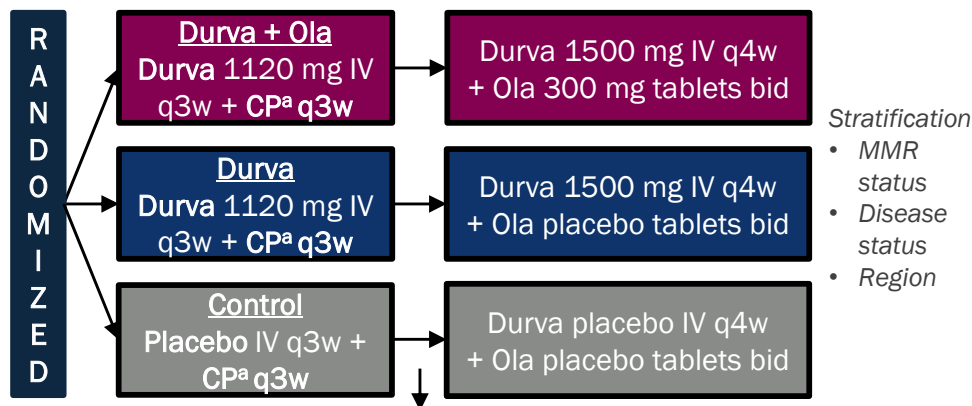 RANDOMIZED
Durva + Ola
Durva 1120 mg IV
q3w + CPª q3w
Durva 1500 mg IV q4w
+ Ola 300 mg tablets bid
Durva
Durva 1120 mg IV
q3w + CPª q3w
Durva 1500 mg IV q4w
+ Ola placebo tablets bid
Control
Placebo IV q3w +
CPª q3w
Durva placebo IV q4w
+ Ola placebo tablets bid
Stratification
• MMR
status
• Disease
status
• Region